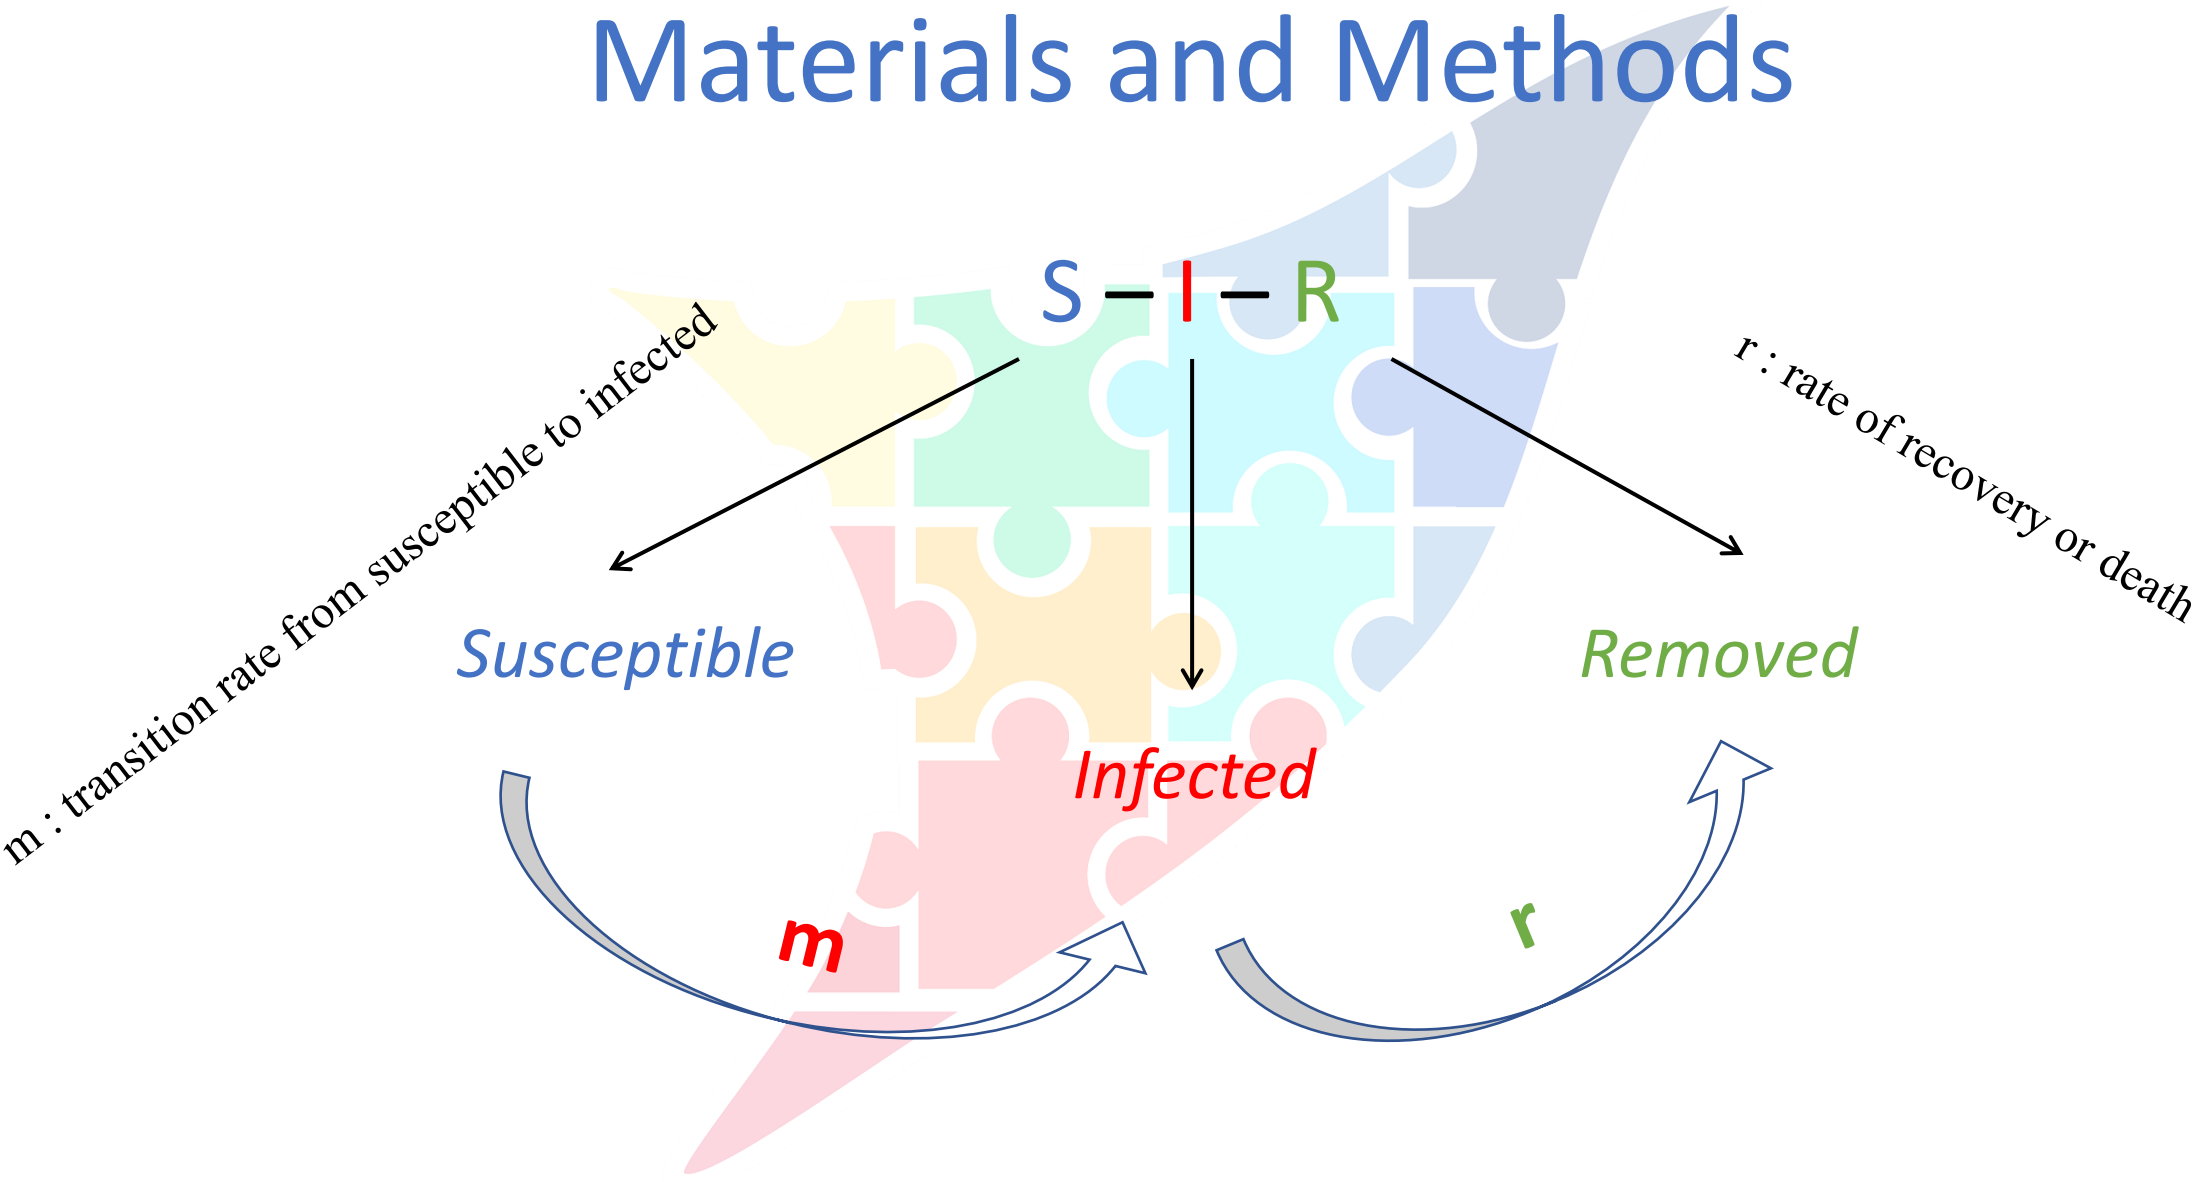 Materials and Methods
S – I – R
m : transition rate from susceptible to infected
r : rate of recovery or death
Susceptible
Removed
Infected
m
r